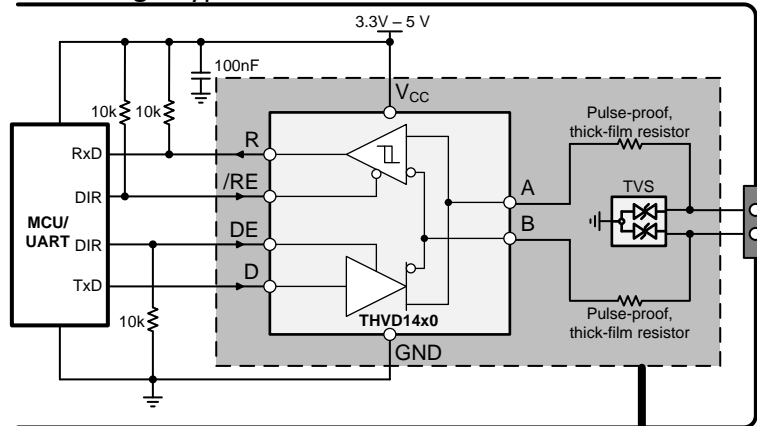 3.3V – 5 V
100nF
10k
10k
VCC
Pulse-proof,
thick-film resistor
R
RxD
/RE
TVS
A
DIR
MCU/
UART
DE
B
DIR
D
TxD
THVD14x0
Pulse-proof,
thick-film resistor
10k
GND